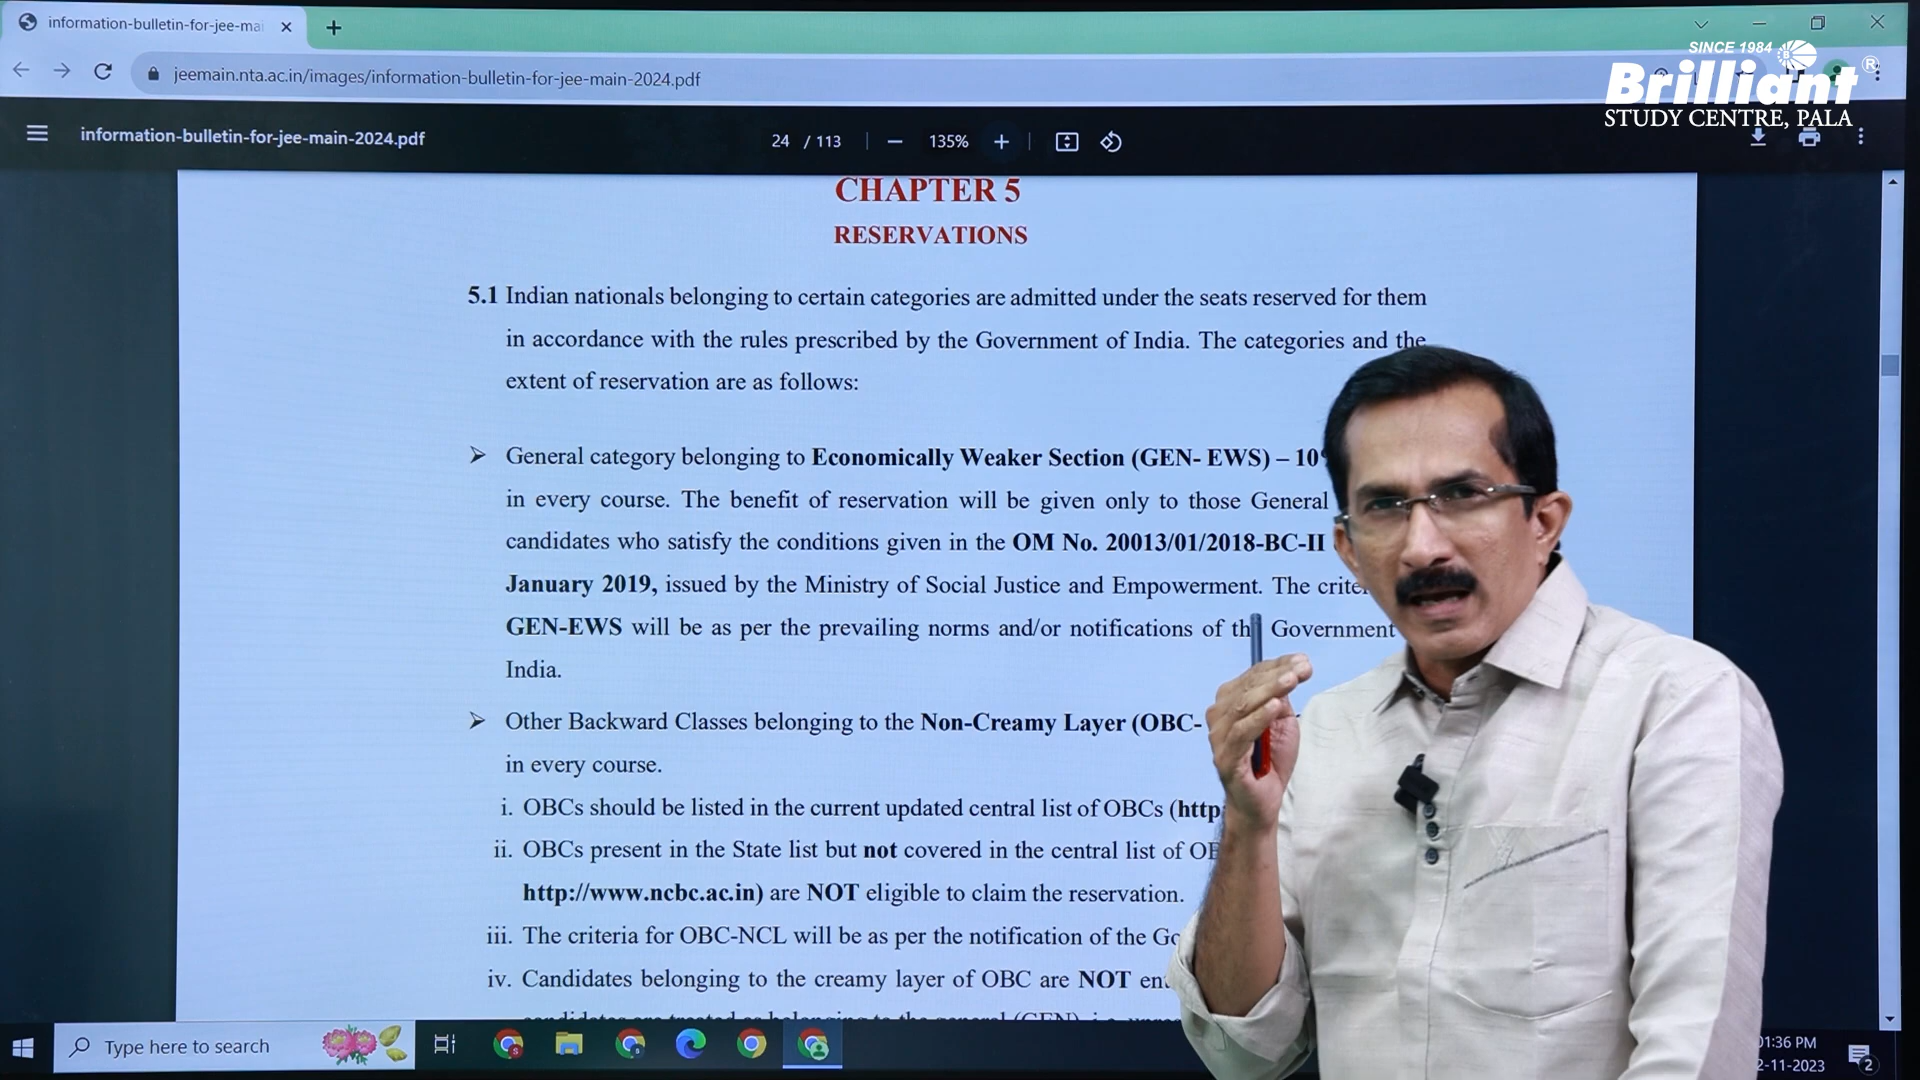 information-bulletin-for-jee-mai
jeemain.nta.ac.in/images/information-bulletin-for-jee-main-2024.pdf
SINCE 1984
Brilliant ®
STUDY CENTRE, PALA
information-bulletin-for-jee-main-2024.pdf
24 / 113
135%
CHAPTER 5
RESERVATIONS
5.1 Indian nationals belonging to certain categories are admitted under the seats reserved for them
in accordance with the rules prescribed by the Government of India. The categories and the
extent of reservation are as follows:
➢ General category belonging to Economically Weaker Section (GEN- EWS) – 10
in every course. The benefit of reservation will be given only to those General
candidates who satisfy the conditions given in the OM No. 20013/01/2018-BC-II
January 2019, issued by the Ministry of Social Justice and Empowerment. The
GEN-EWS will be as per the prevailing norms and/or notifications of Government
India.
➢ Other Backward Classes belonging to the Non-Creamy Layer (OBC-
in every course.
i. OBCs should be listed in the current updated central list of OBCs (http
ii. OBCs present in the State list but not covered in the central list of
http://www.ncbc.ac.in) are NOT eligible to claim the reservation.
iii. The criteria for OBC-NCL will be as per the notification of the
iv. Candidates belonging to the creamy layer of OBC are NOT
Type here to search
1:36 PM
2-11-2023
2